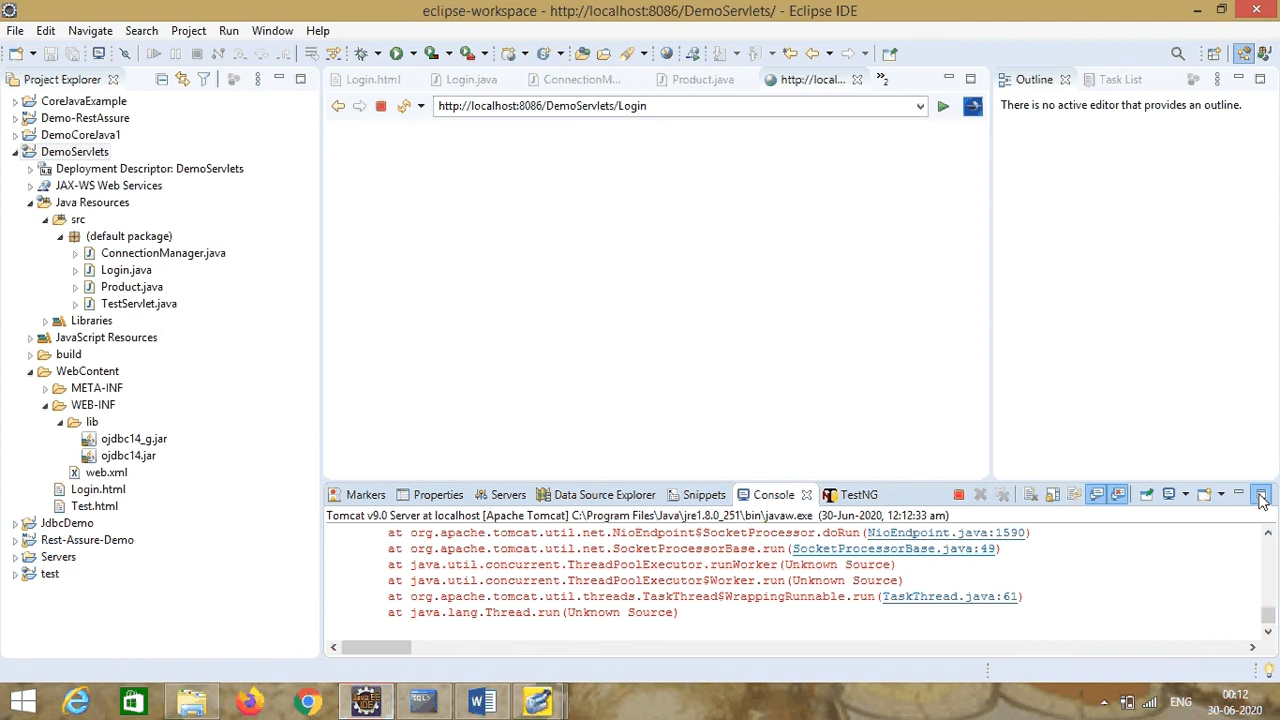 eclipse-workspace - http://localhost:8086/DemoServlets/ - Eclipse IDE
File Edit Navigate Search Project Run Window Help
Project Explorer
Login.html Login.java ConnectionM... Product.java http://local... »2
Outline Task List
http://localhost:8086/DemoServlets/Login
There is no active editor that provides an outline.
CoreJavaExample
Demo-RestAssure
DemoCoreJava1
DemoServlets
Deployment Descriptor: DemoServlets
JAX-WS Web Services
Java Resources
src
(default package)
ConnectionManager.java
Login.java
Product.java
TestServlet.java
Libraries
JavaScript Resources
build
WebContent
META-INF
WEB-INF
lib
ojdbc14_g.jar
ojdbc14.jar
web.xml
Login.html
Test.html
JdbcDemo
Rest-Assure-Demo
Servers
test
Markers Properties Servers Data Source Explorer Snippets Console TestNG
Tomcat v9.0 Server at localhost [Apache Tomcat] C:\Program Files\Java\jre1.8.0_251\bin\javaw.exe (30-Jun-2020, 12:12:33 am)
at org.apache.tomcat.util.net.NioEndpoint$SocketProcessor.doRun(NioEndpoint.java:1590)
at org.apache.tomcat.util.net.SocketProcessorBase.run(SocketProcessorBase.java:49)
at java.util.concurrent.ThreadPoolExecutor.runWorker(Unknown Source)
at java.util.concurrent.ThreadPoolExecutor$Worker.run(Unknown Source)
at org.apache.tomcat.util.threads.TaskThread$WrappingRunnable.run(TaskThread.java:61)
at java.lang.Thread.run(Unknown Source)
ENG
00:12
30-06-2020